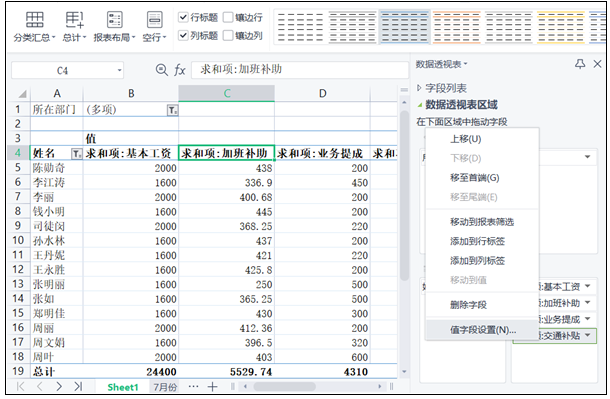 分类汇总 总计 报表布局 空行 行标题 镶边行
列标题 镶边列
C4 fx 求和项:加班补助
A B C D
1 所在部门 (多项)
2
3 值
4 姓名 求和项:基本工资 求和项:加班补助 求和项:业务提成 求和
5 陈勋奇 2000 438 200
6 李江涛 1600 336.9 450
7 李丽 2000 400.68 200
8 钱小明 1600 445 200
9 司徒闵 2000 368.25 220
10 孙水林 1600 437 200
11 王丹妮 1600 421 220
12 王永胜 1600 425.8 200
13 张明丽 1600 250 500
14 张如 1600 365.25 500
15 郑明佳 1600 430 300
16 周丽 2000 412.36 200
17 周文娟 1600 396.5 320
18 周叶 2000 403 600
19 总计 24400 5529.74 4310
Sheet1 7月份 ··· +
数据透视表
字段列表
数据透视表区域
在下面区域中拖动字段
上移(U)
下移(D)
移至首端(G)
移至尾端(E)
移动到报表筛选
添加到行标签
添加到列标签
移动到值
删除字段
值字段设置(N)...
项:基本工资
项:加班补助
项:业务提成
项:交通补贴